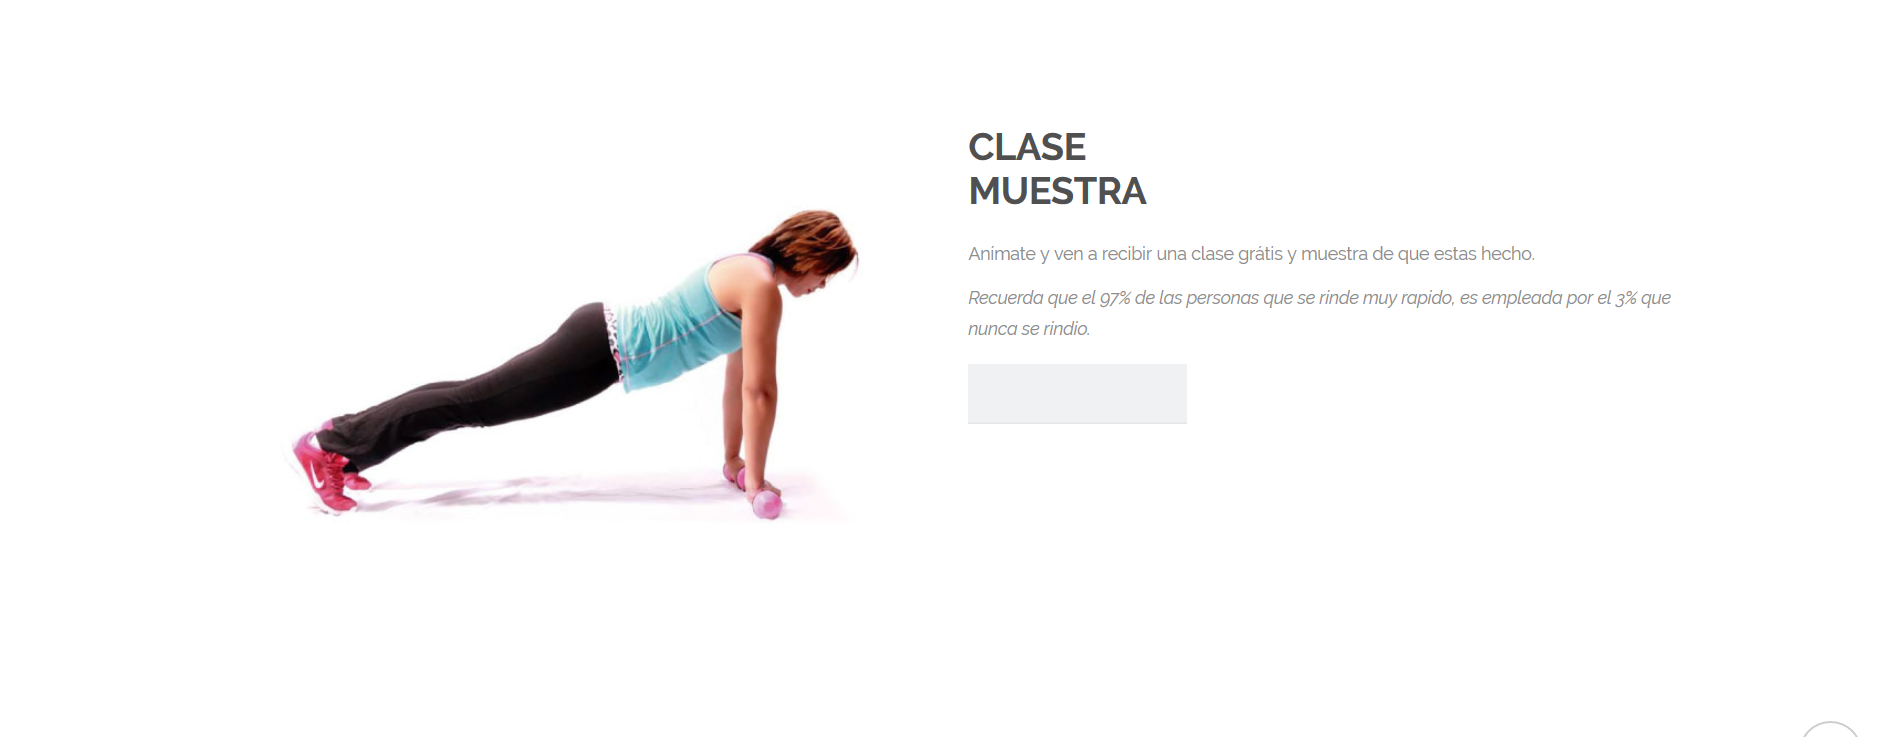 CLASE
MUESTRA
Anímate y ven a recibir una clase grátis y muestra de que estas hecho.
Recuerda que el 97% de las personas que se rinde muy rapido, es empleada por el 3% que
nunca se rindio.